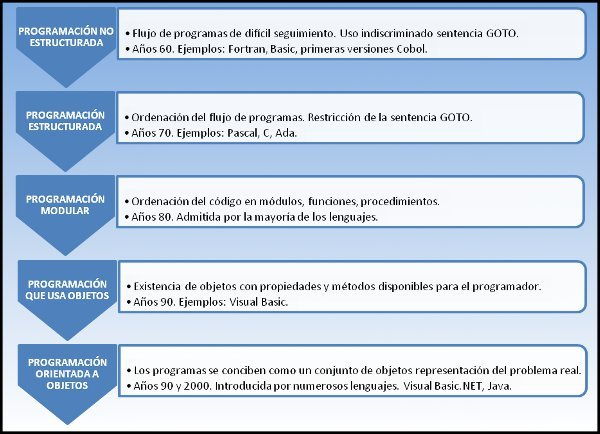 PROGRAMACIÓN NO
ESTRUCTURADA
• Flujo de programas de difícil seguimiento. Uso indiscriminado sentencia GOTO.
• Años 60. Ejemplos: Fortran, Basic, primeras versiones Cobol.
PROGRAMACIÓN
ESTRUCTURADA
• Ordenación del flujo de programas. Restricción de la sentencia GOTO.
• Años 70. Ejemplos: Pascal, C, Ada.
PROGRAMACIÓN
MODULAR
• Ordenación del código en módulos, funciones, procedimientos.
• Años 80. Admitida por la mayoría de los lenguajes.
PROGRAMACIÓN
QUE USA OBJETOS
• Existencia de objetos con propiedades y métodos disponibles para el programador.
• Años 90. Ejemplos: Visual Basic.
PROGRAMACIÓN
ORIENTADA A
OBJETOS
• Los programas se conciben como un conjunto de objetos representación del problema real.
• Años 90 y 2000. Introducida por numerosos lenguajes. Visual Basic.NET, Java.